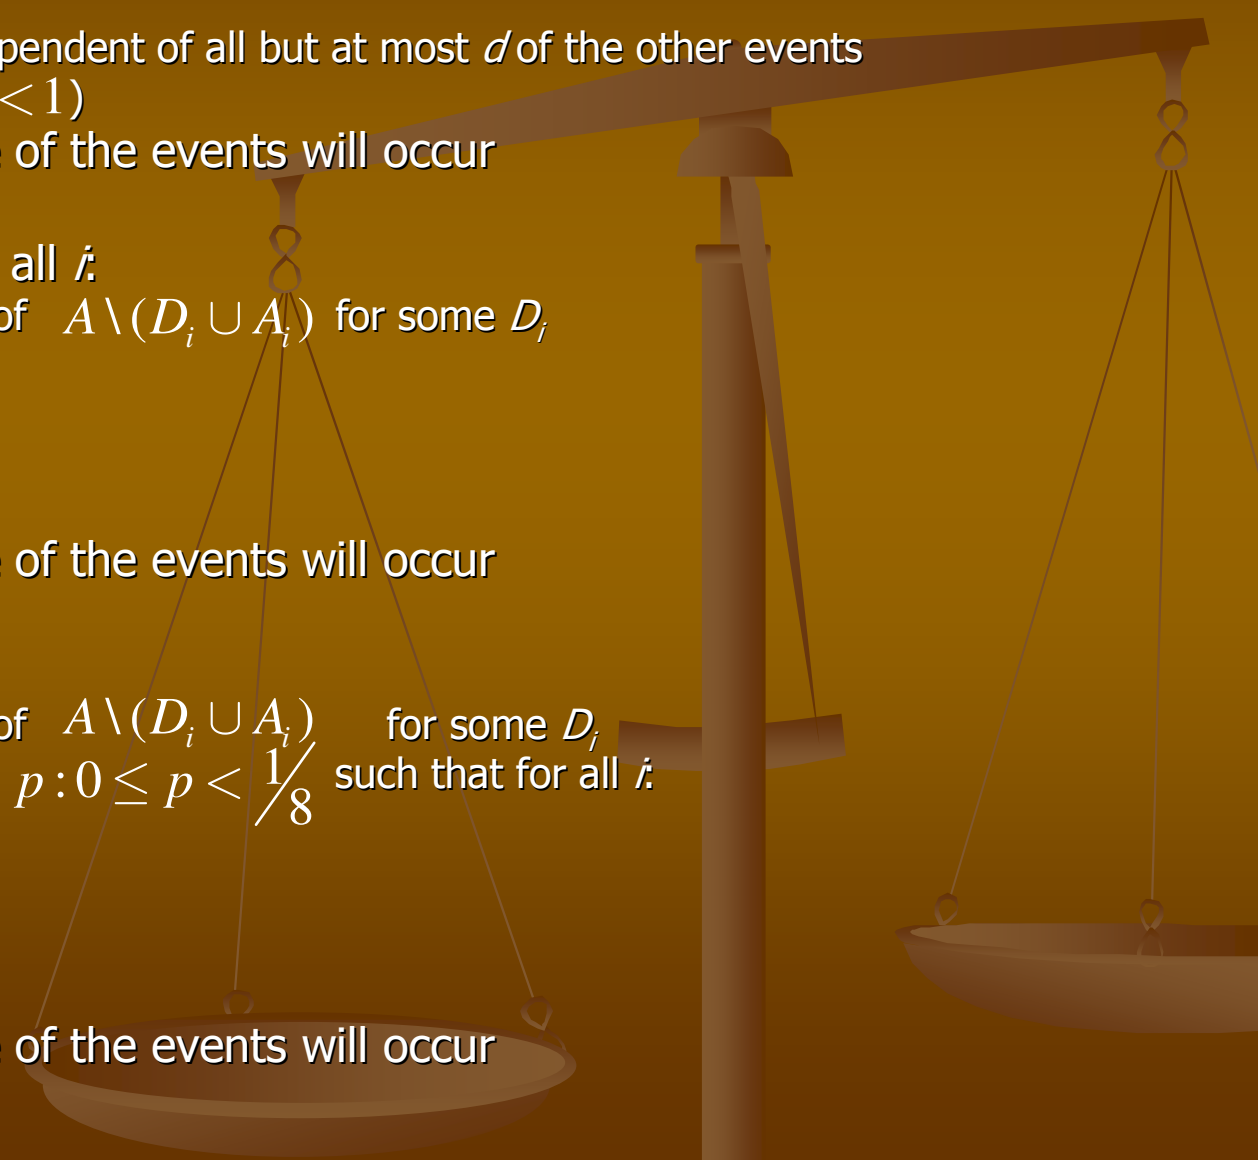 pendent of all but at most d of the other events
< 1)
of the events will occur
all i:
of A \ (D_i ∪ A_i) for some D_i
of the events will occur
of A \ (D_i ∪ A_i) for some D_i
p : 0 ≤ p < 1/8 such that for all i:
of the events will occur